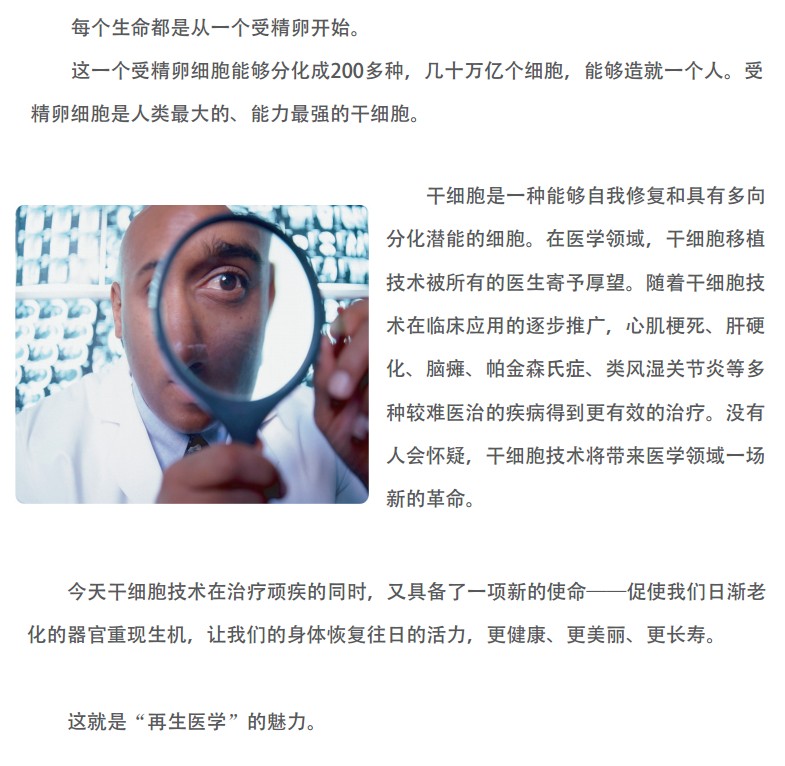 每个生命都是从一个受精卵开始。
这一个受精卵细胞能够分化成200多种，几十万亿个细胞，能够造就一个人。受
精卵细胞是人类最大的、能力最强的干细胞。
干细胞是一种能够自我修复和具有多向
分化潜能的细胞。在医学领域，干细胞移植
技术被所有的医生寄予厚望。随着干细胞技
术在临床应用的逐步推广，心肌梗死、肝硬
化、脑瘫、帕金森氏症、类风湿关节炎等多
种较难医治的疾病得到更有效的治疗。没有
人会怀疑，干细胞技术将带来医学领域一场
新的革命。
今天干细胞技术在治疗顽疾的同时，又具备了一项新的使命——促使我们日渐老
化的器官重现生机，让我们的身体恢复往日的活力，更健康、更美丽、更长寿。
这就是“再生医学”的魅力。